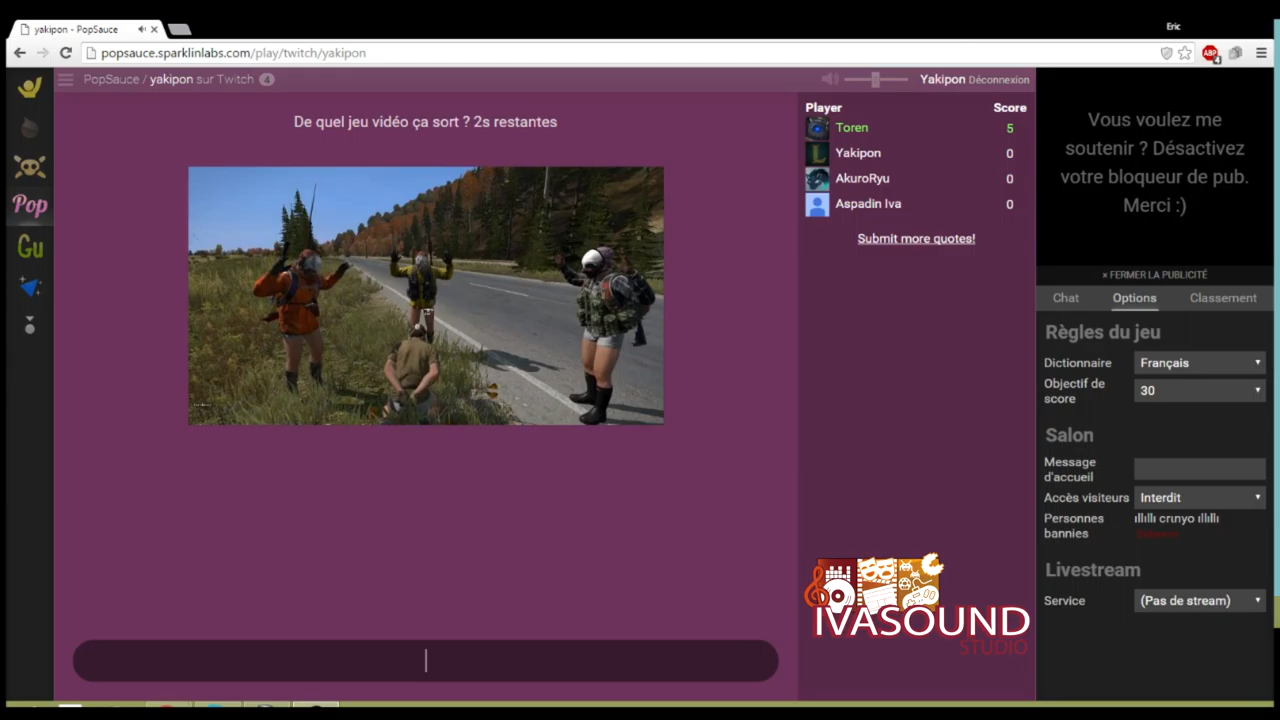 Eric
yakipon - PopSauce
popsauce.sparklinlabs.com/play/twitch/yakipon
ABP
PopSauce / yakipon sur Twitch 4
Yakipon Déconnexion
Pop
Gu
De quel jeu vidéo ça sort ? 2s restantes
Player Score
Toren 5
Yakipon 0
AkuroRyu 0
Aspadin Iva 0
Submit more quotes!
IVASOUND
STUDIO
Vous voulez me
soutenir ? Désactivez
votre bloqueur de pub.
Merci :)
× FERMER LA PUBLICITÉ
Chat Options Classement
Règles du jeu
Dictionnaire Français
Objectif de
score 30
Salon
Message
d'accueil
Accès visiteurs Interdit
Personnes
bannies
Livestream
Service (Pas de stream)